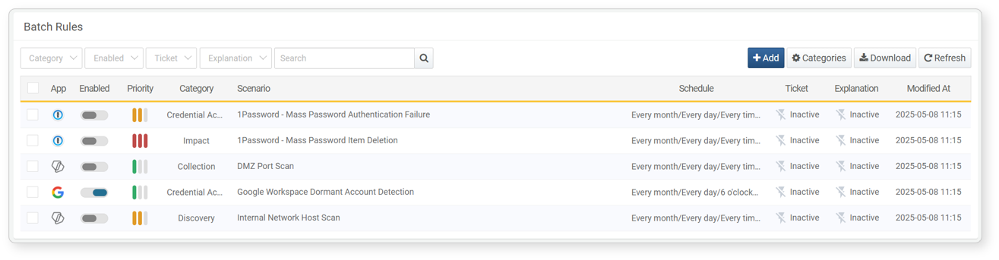 Batch Rules
Category Enabled Ticket Explanation Search Add Categories Download Refresh
App Enabled Priority Category Scenario Schedule Ticket Explanation Modified At
Credential Ac... 1Password - Mass Password Authentication Failure Every month/Every day/Every tim... Inactive Inactive 2025-05-08 11:15
Impact 1Password - Mass Password Item Deletion Every month/Every day/Every tim... Inactive Inactive 2025-05-08 11:15
Collection DMZ Port Scan Every month/Every day/Every tim... Inactive Inactive 2025-05-08 11:15
Credential Ac... Google Workspace Dormant Account Detection Every month/Every day/6 o'clock... Inactive Inactive 2025-05-08 11:15
Discovery Internal Network Host Scan Every month/Every day/Every tim... Inactive Inactive 2025-05-08 11:15